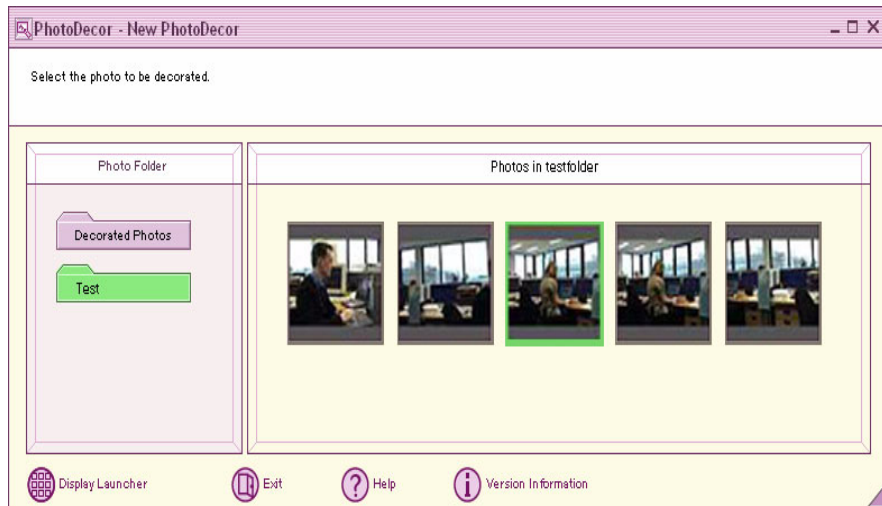 PhotoDecor - New PhotoDecor
Select the photo to be decorated.
Photo Folder
Photos in testfolder
Decorated Photos
Test
Display Launcher
Exit
Help
Version Information